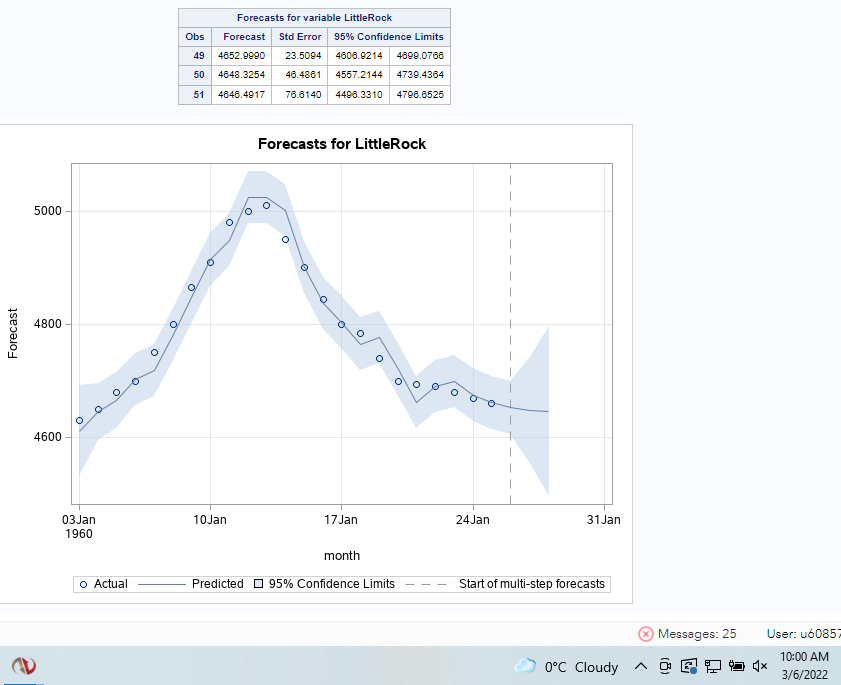 Forecasts for variable LittleRock
Obs Forecast Std Error 95% Confidence Limits
49 4652.9990 23.5094 4606.9214 4699.0766
50 4648.3254 46.4861 4557.2144 4739.4364
51 4646.4917 76.6140 4496.3310 4796.6525
Forecasts for LittleRock
5000
4800
4600
Forecast
03Jan 10Jan 17Jan 24Jan 31Jan
1960
month
Actual Predicted 95% Confidence Limits Start of multi-step forecasts
Messages: 25 User: u60857
0°C Cloudy 10:00 AM
3/6/2022